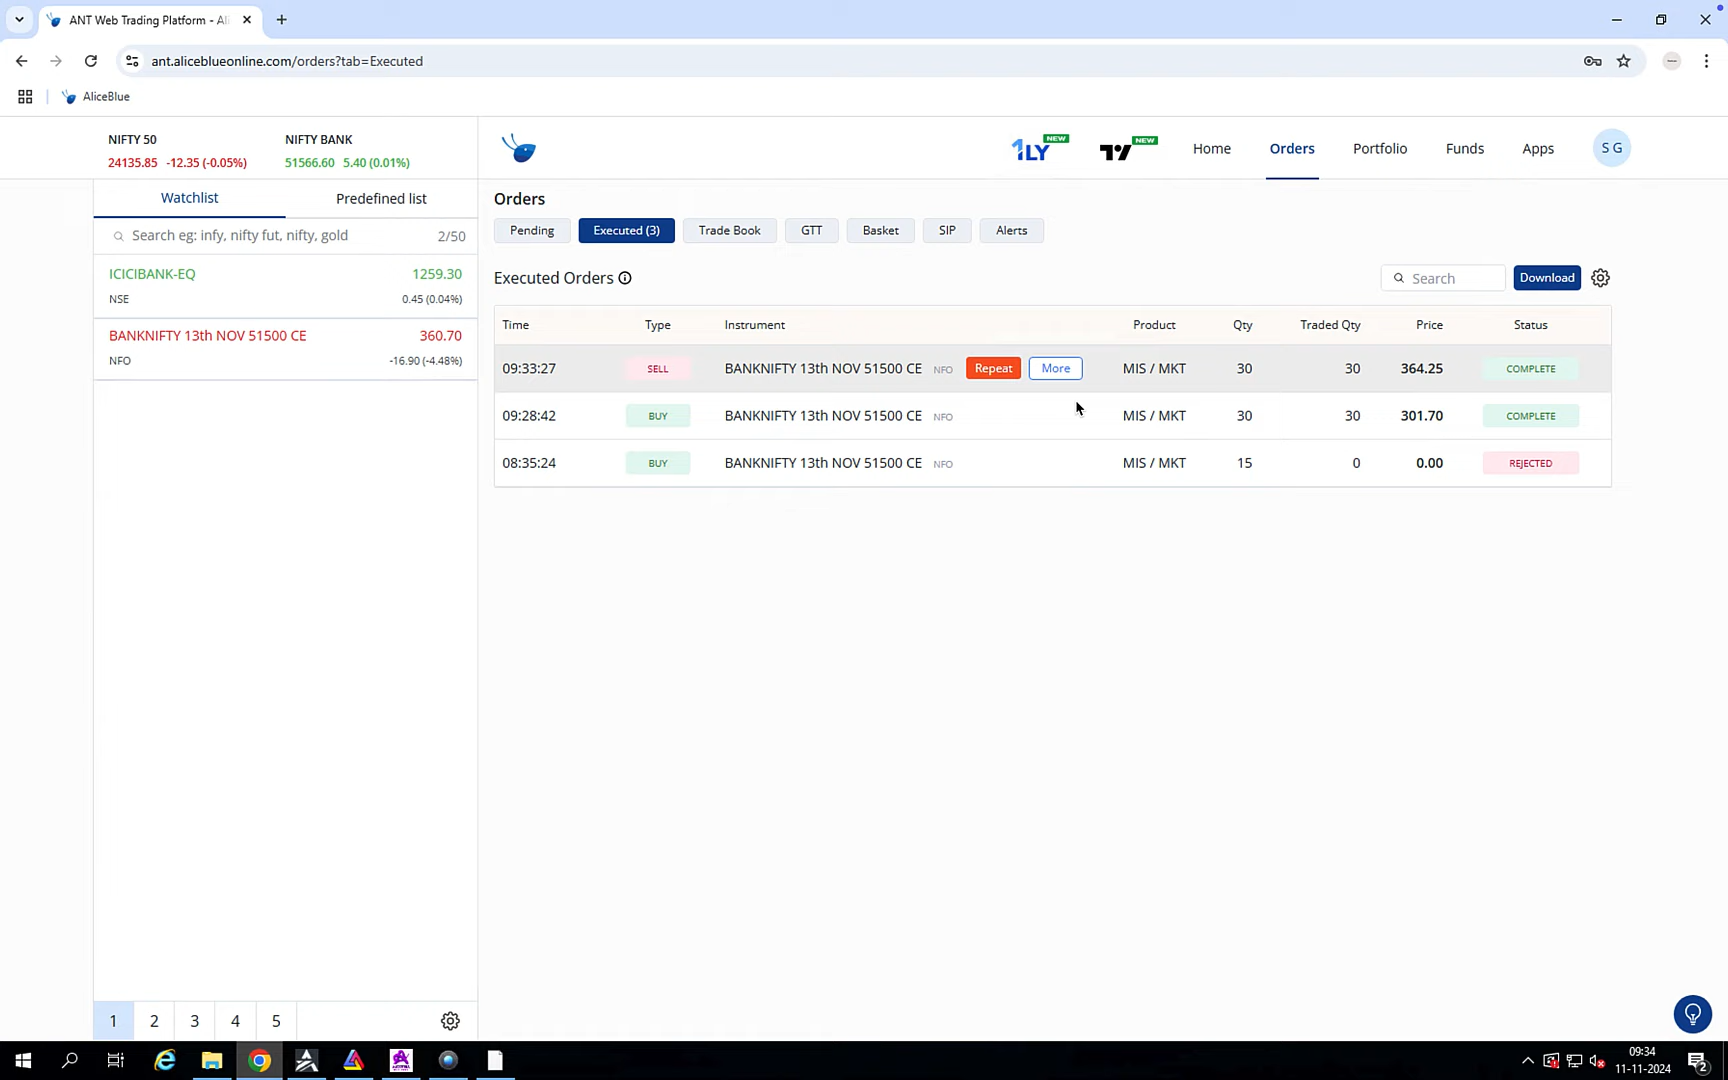 ANT Web Trading Platform - Ali
ant.aliceblueonline.com/orders?tab=Executed
AliceBlue
NIFTY 50 NIFTY BANK
24135.85 -12.35 (-0.05%) 51566.60 5.40 (0.01%)
1LY NEW NEW Home Orders Portfolio Funds Apps S G
Watchlist Predefined list
Search eg: infy, nifty fut, nifty, gold 2/50
ICICIBANK-EQ 1259.30
NSE 0.45 (0.04%)
BANKNIFTY 13th NOV 51500 CE 360.70
NFO -16.90 (-4.48%)
1 2 3 4 5
Orders
Pending Executed (3) Trade Book GTT Basket SIP Alerts
Executed Orders Search Download
Time Type Instrument Product Qty Traded Qty Price Status
09:33:27 SELL BANKNIFTY 13th NOV 51500 CE NFO Repeat More MIS / MKT 30 30 364.25 COMPLETE
09:28:42 BUY BANKNIFTY 13th NOV 51500 CE NFO MIS / MKT 30 30 301.70 COMPLETE
08:35:24 BUY BANKNIFTY 13th NOV 51500 CE NFO MIS / MKT 15 0 0.00 REJECTED
09:34
11-11-2024
2